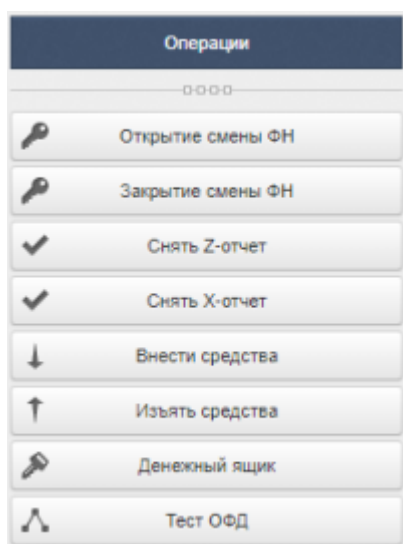 Операции
Открытие смены ФН
Закрытие смены ФН
Снять Z-отчет
Снять X-отчет
Внести средства
Изъять средства
Денежный ящик
Тест ОФД